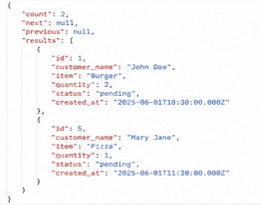 {
"count": 2,
"next": null,
"previous": null,
"results": [
{
"id": 1,
"customer_name": "John Doe",
"item": "Burger",
"quantity": 2,
"status": "pending",
"created_at": "2025-06-01T10:30:00.000Z"
},
{
"id": 5,
"customer_name": "Mary Jane",
"item": "Pizza",
"quantity": 1,
"status": "pending",
"created_at": "2025-06-01T11:20:00.000Z"
}
]
}